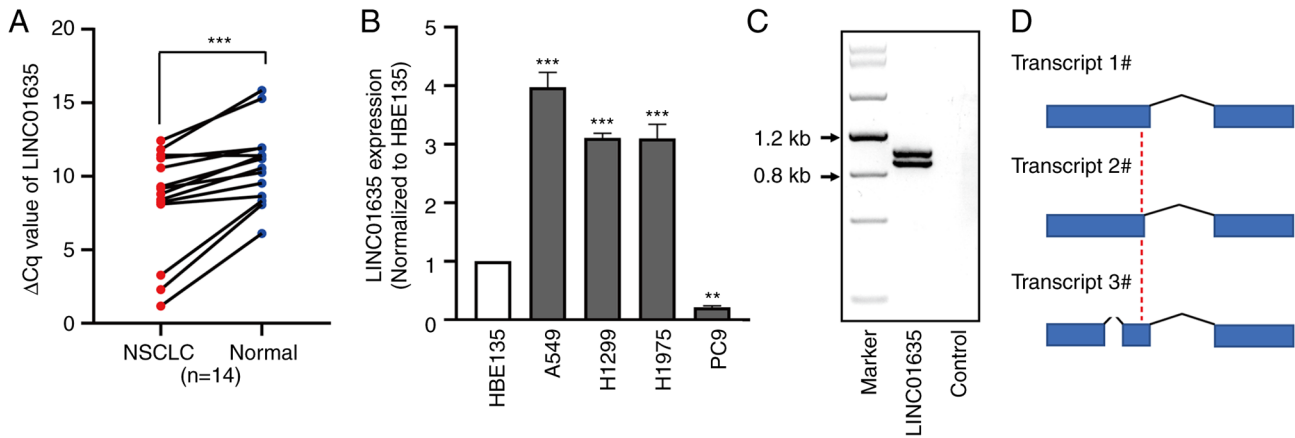 A
ΔCq value of LINC01635
20
15
10
5
0
***
NSCLC
Normal
(n=14)
B
LINC01635 expression
(Normalized to HBE135)
5
4
3
2
1
0
***
***
***
**
HBE135
A549
H1299
H1975
PC9
C
1.2 kb
0.8 kb
Marker
LINC01635
Control
D
Transcript 1#
Transcript 2#
Transcript 3#